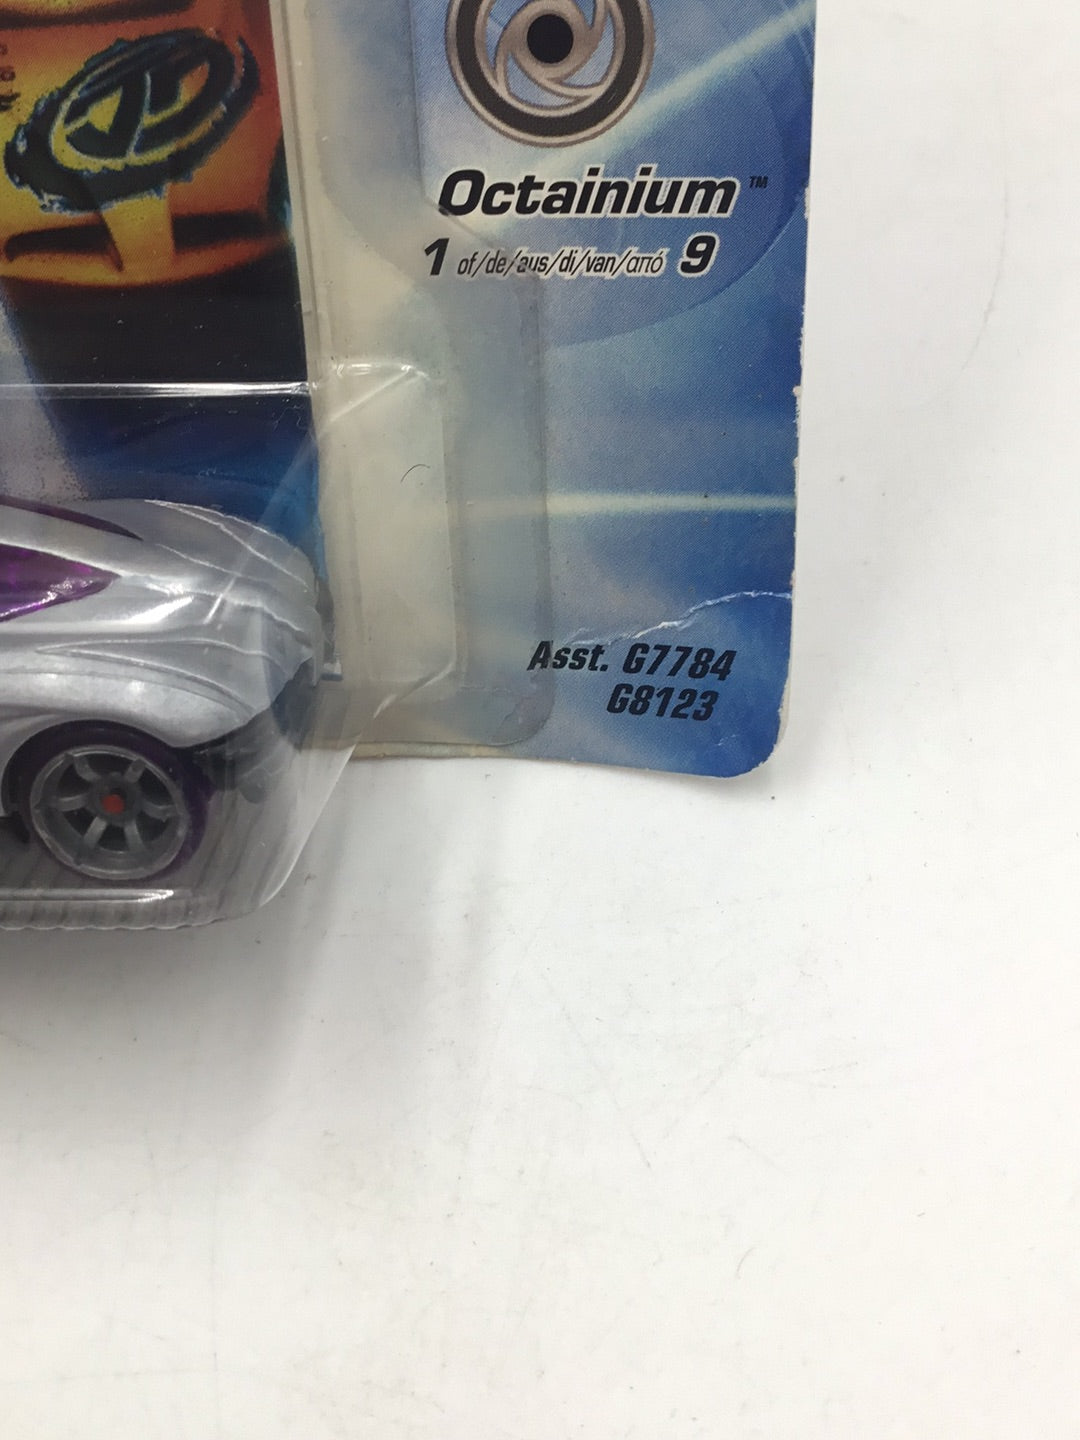 Octainium™
1 of/de/aus/di/van/από 9
Asst. G7784
G8123